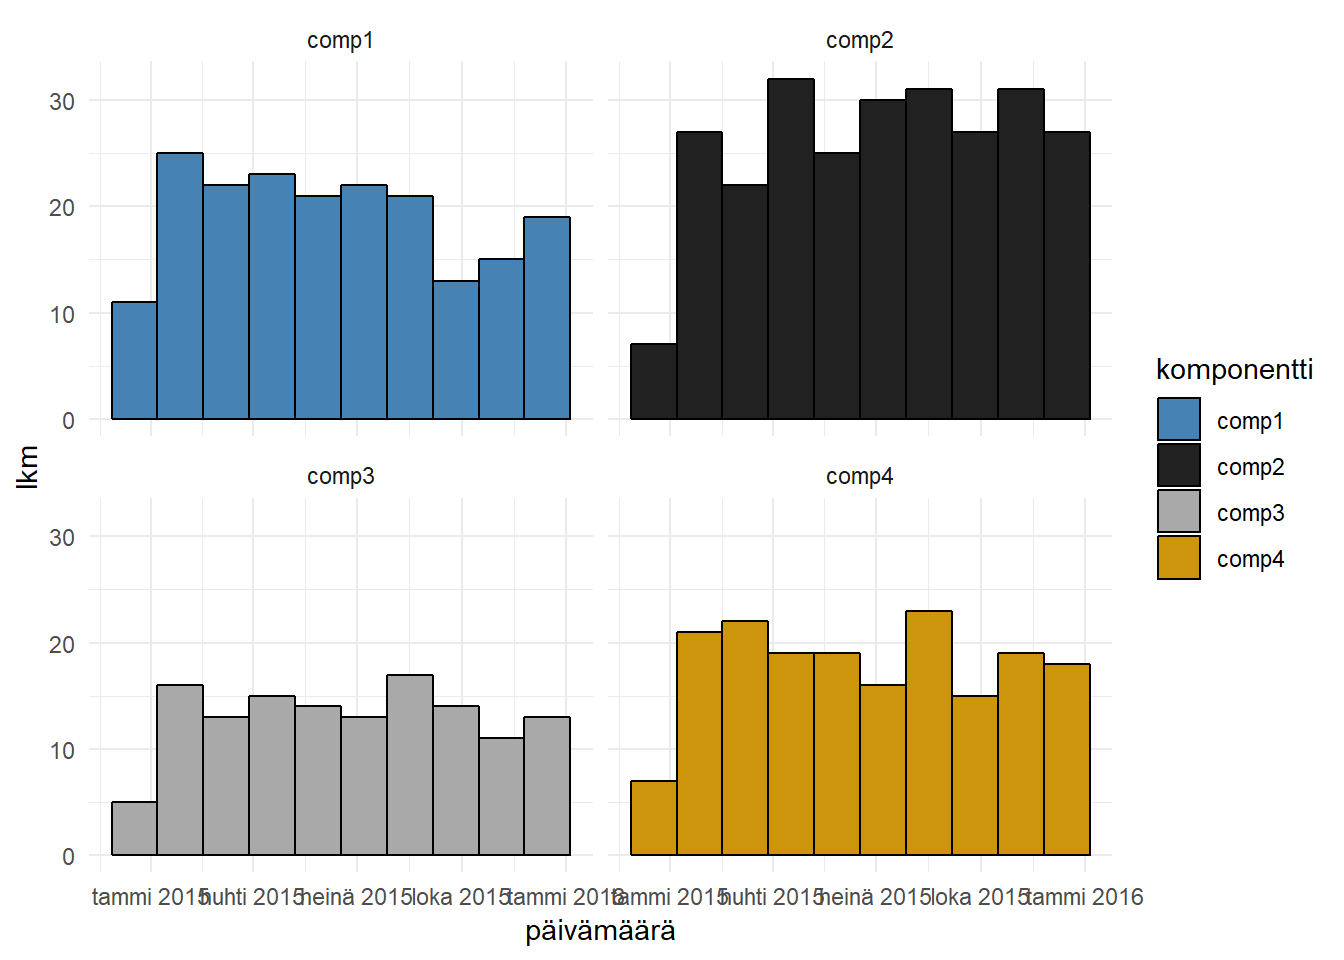 comp1
comp2
30
20
10
0
lkm
comp3
comp4
30
20
10
0
tammi 2015 huhti 2015 heinä 2015 loka 2015 tammi 2016
tammi 2015 huhti 2015 heinä 2015 loka 2015 tammi 2016
päivämäärä
komponentti
comp1
comp2
comp3
comp4